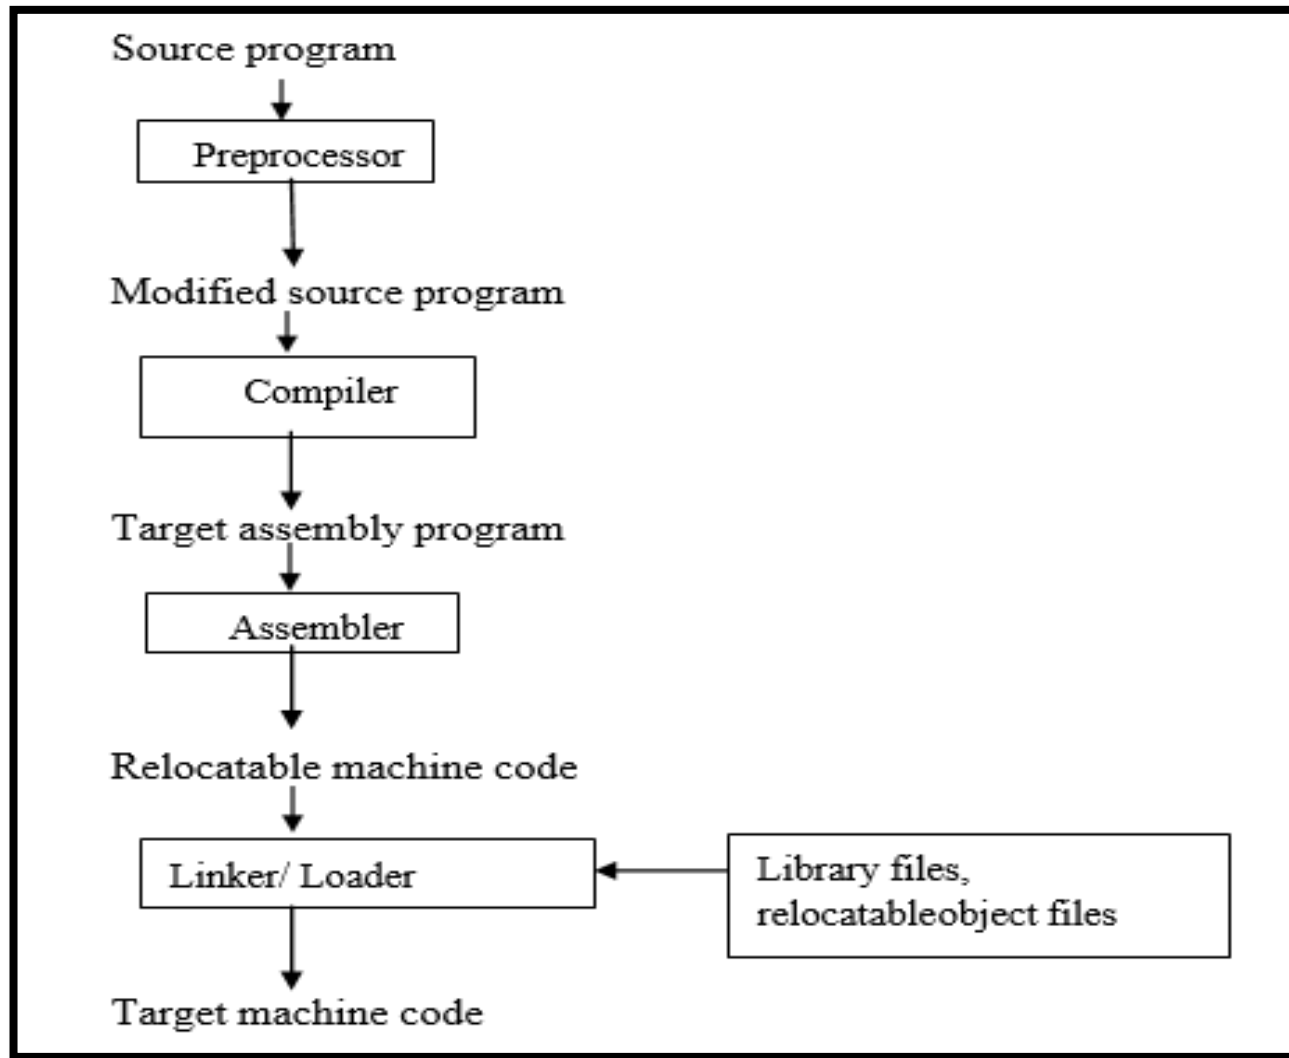 Source program
Preprocessor
Modified source program
Compiler
Target assembly program
Assembler
Relocatable machine code
Linker/ Loader
Library files,
relocatableobject files
Target machine code